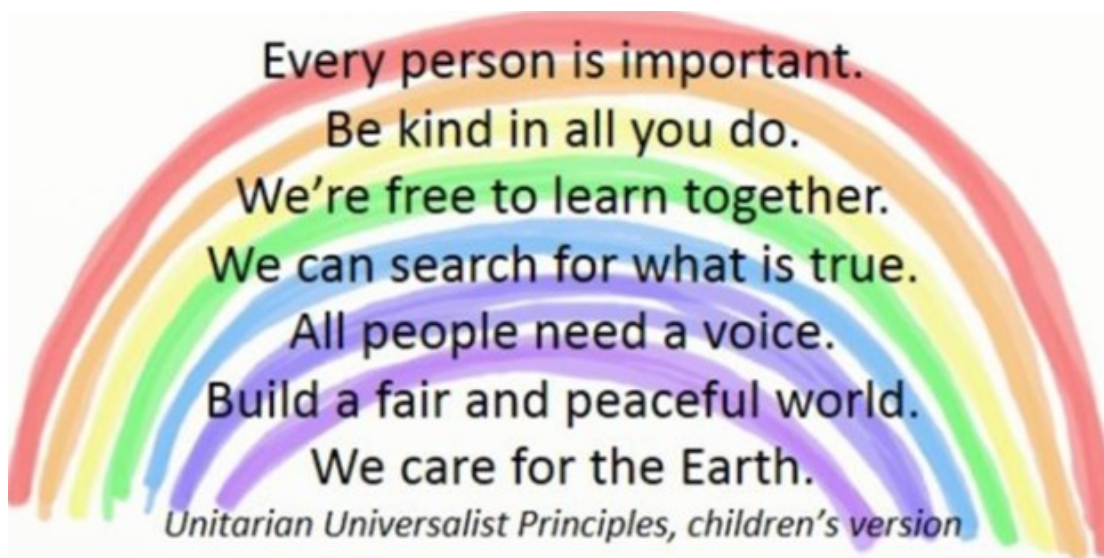 Every person is important.
Be kind in all you do.
We're free to learn together.
We can search for what is true.
All people need a voice.
Build a fair and peaceful world.
We care for the Earth.
Unitarian Universalist Principles, children's version